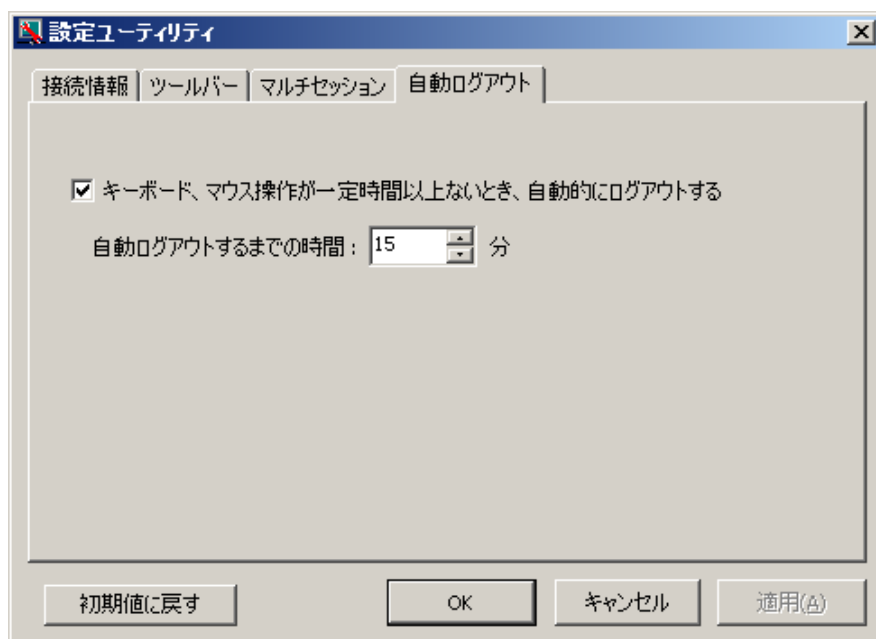 設定ユーティリティ
接続情報 ツールバー マルチセッション 自動ログアウト
キーボード、マウス操作が一定時間以上ないとき、自動的にログアウトする
自動ログアウトするまでの時間: 15 分
初期値に戻す OK キャンセル 適用(A)